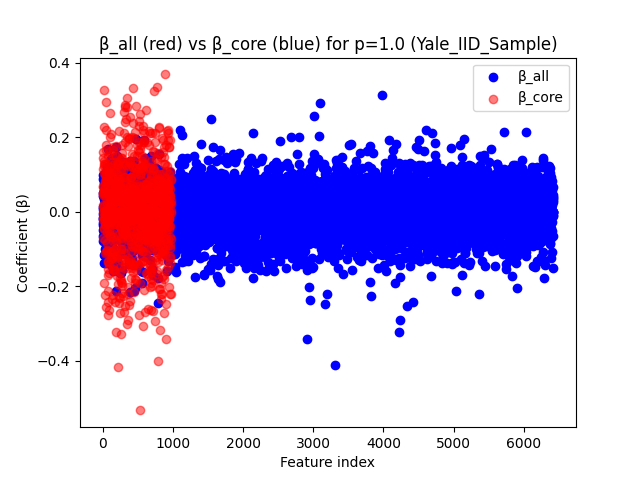 β_all (red) vs β_core (blue) for p=1.0 (Yale_IID_Sample)
β_all
β_core
Coefficient (β)
0.4
0.2
0.0
−0.2
−0.4
0 1000 2000 3000 4000 5000 6000
Feature index